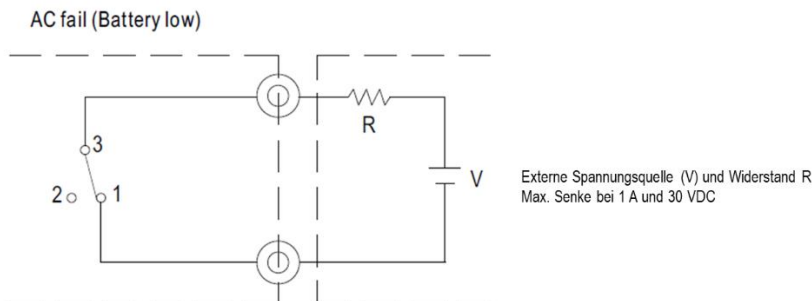 AC fail (Battery low)
R
3
V
2
1
Externe Spannungsquelle (V) und Widerstand R
Max. Senke bei 1 A und 30 VDC